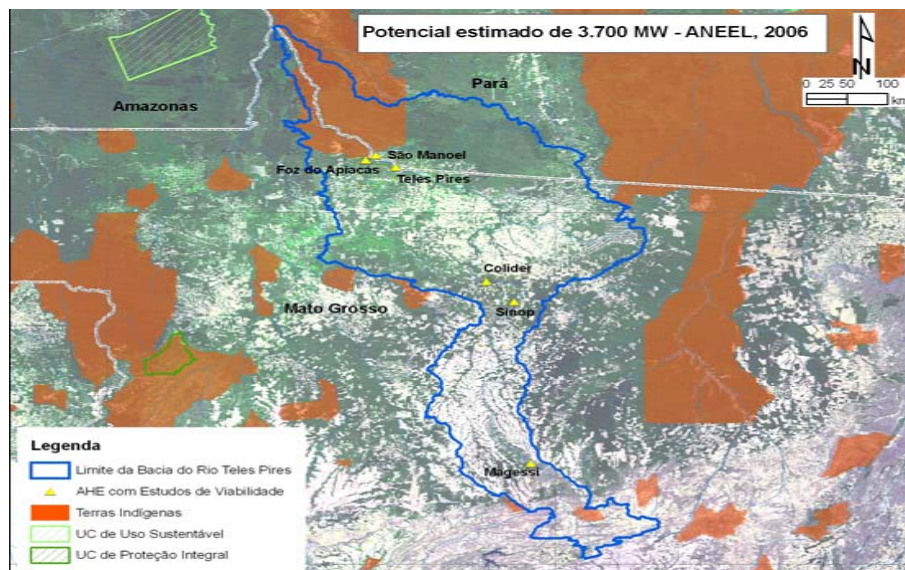 Potencial estimado de 3.700 MW - ANEEL, 2006
N
0 25 50 100
km
Pará
Amazonas
São Manoel
Foz do Apiacás
Teles Pires
Colider
Sinop
Mato Grosso
Magessi
Legenda
Limite da Bacia do Rio Teles Pires
AHE com Estudos de Viabilidade
Terras Indígenas
UC de Uso Sustentável
UC de Proteção Integral